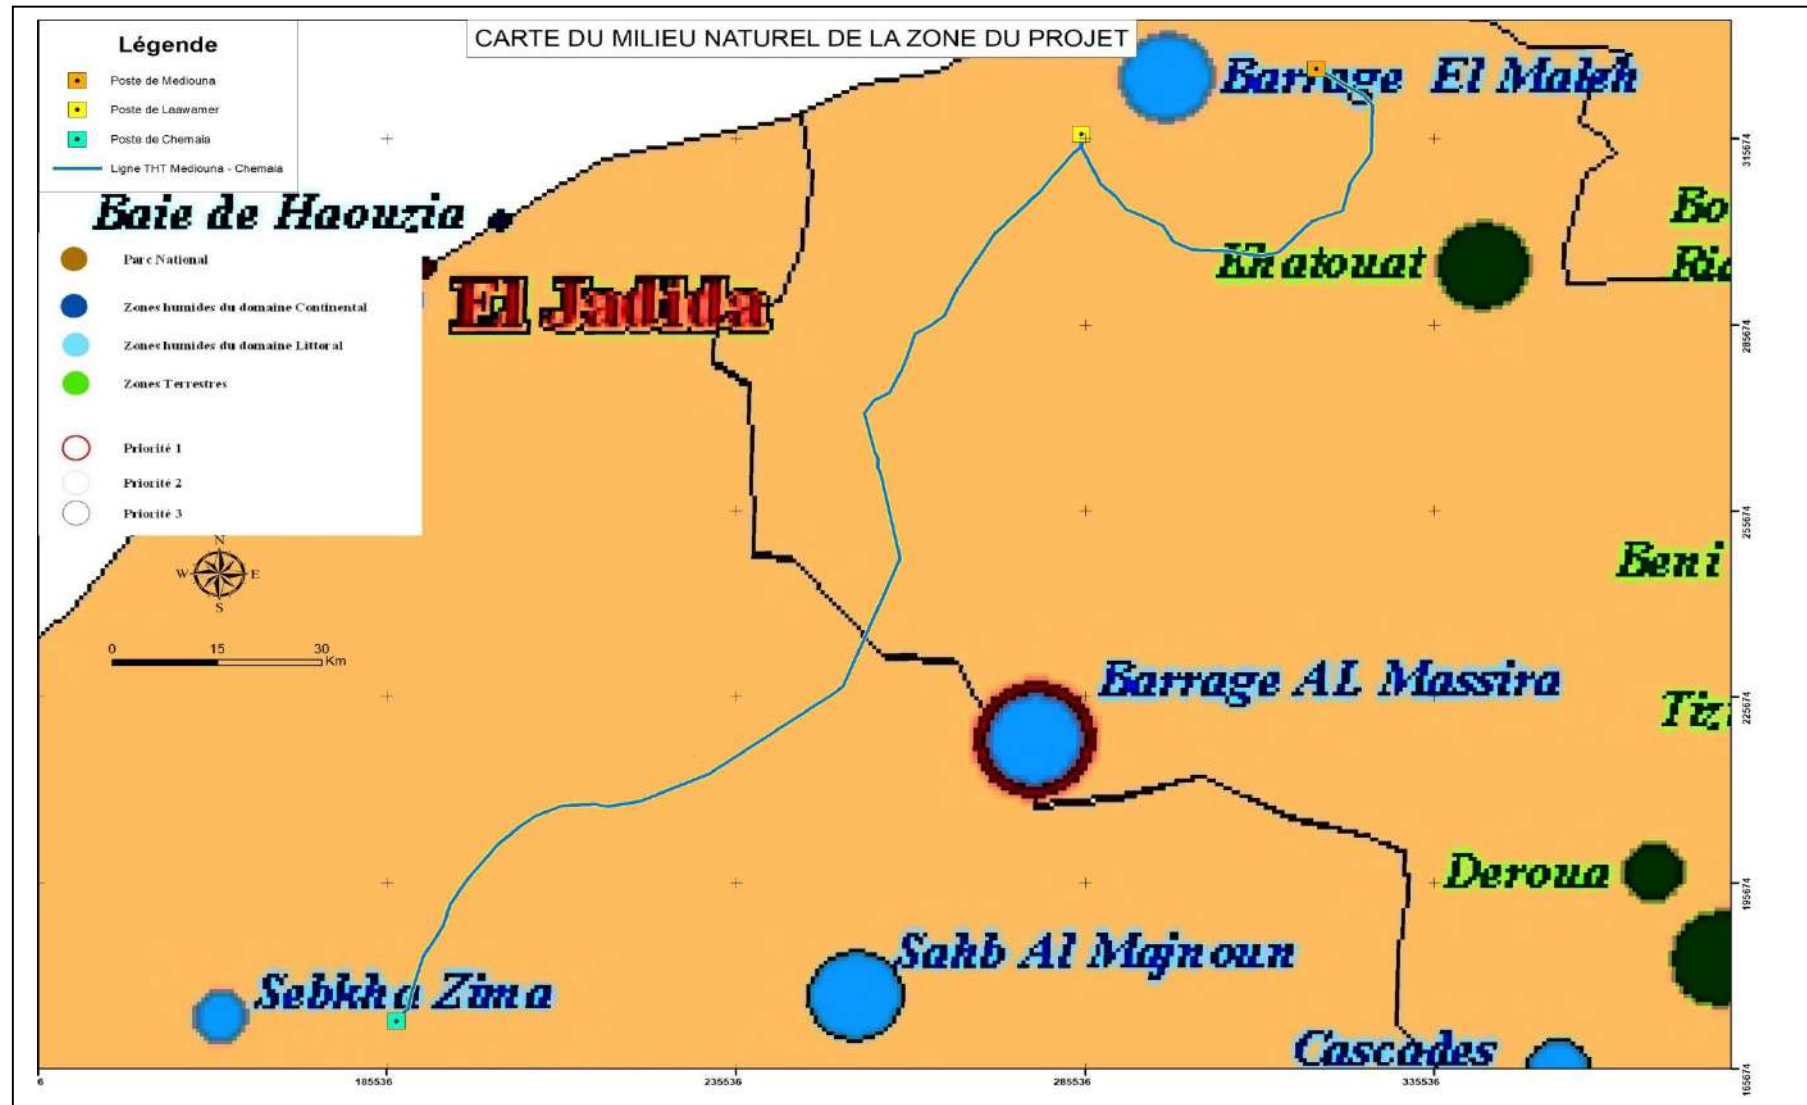 CARTE DU MILIEU NATUREL DE LA ZONE DU PROJET
Légende
Poste de Mediouna
Poste de Laawamer
Poste de Chemaia
Ligne THT Mediouna - Chemaia
Barrage El Maleh
Baie de Haouzia
Parc National
Zones humides du domaine Continental
Zones humides du domaine Littoral
Zones Terrestres
Priorité 1
Priorité 2
Priorité 3
El Jadida
Khatouat
Bo
Ria
Beni
N
W
E
S
0 15 30
Km
Barrage AL Massira
Tizi
Deroua
Sahb Al Majnoun
Sebkha Zima
Cascades
6 185536 235536 285536 335536
315674
285674
255674
225674
195674
165674